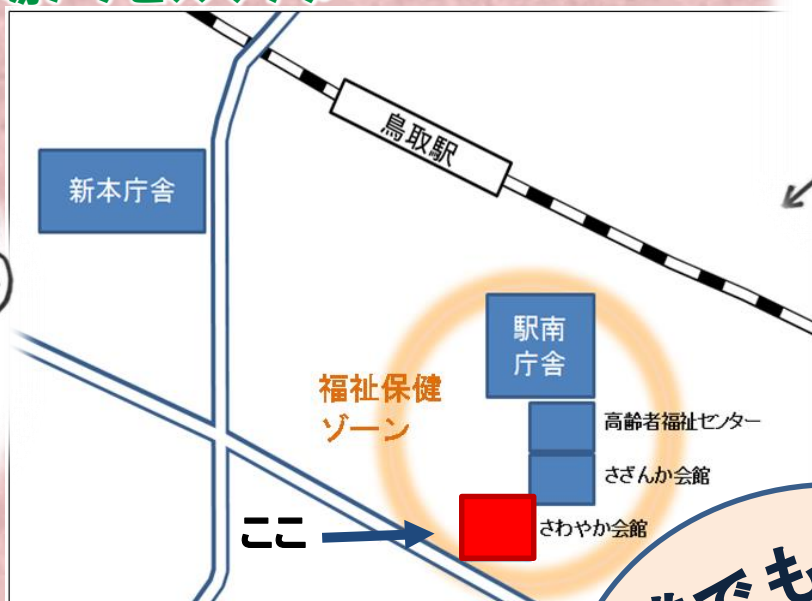 鳥取駅
新本庁舎
駅南
庁舎
福祉保健
ゾーン
高齢者福祉センター
さざんか会館
ここ
さわやか会館
でも